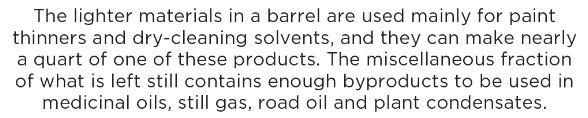 The lighter materials in a barrel are used mainly for paint
thinners and dry-cleaning solvents, and they can make nearly
a quart of one of these products. The miscellaneous fraction
of what is left still contains enough byproducts to be used in
medicinal oils, still gas, road oil and plant condensates.